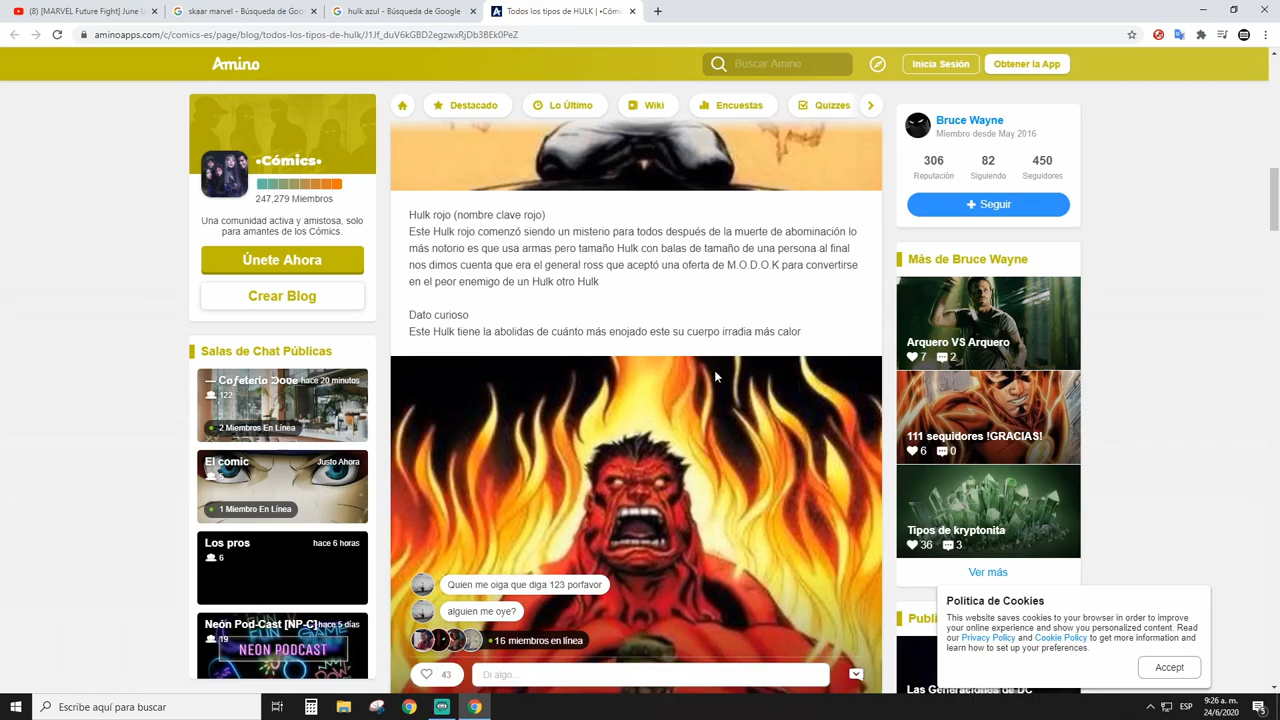 (8) [MARVEL Future Fight] June U
skaar marvel - Búsqueda de Góog
hulk azul - Búsqueda de Google
Todos los tipos de HULK | •Cómi
aminoapps.com/c/comics-es/page/blog/todos-los-tipos-de-hulk/J1Jf_duV6kGBD2egzwxRjDb3BEk0PeZ
Amino
Buscar Amino
Inicia Sesión
Obtener la App
•Cómics•
247,279 Miembros
Una comunidad activa y amistosa, solo
para amantes de los Cómics.
Únete Ahora
Crear Blog
Salas de Chat Públicas
hace 20 minutos
122
2 Miembros En Línea
El comic
Justo Ahora
1 Miembro En Línea
Los pros
hace 6 horas
6
Neón Pod-Cast [NP-C]
hace 5 días
19
NEON PODCAST
Destacado
Lo Último
Wiki
Encuestas
Quizzes
Hulk rojo (nombre clave rojo)
Este Hulk rojo comenzó siendo un misterio para todos después de la muerte de abominación lo
más notorio es que usa armas pero tamaño Hulk con balas de tamaño de una persona al final
nos dimos cuenta que era el general ross que aceptó una oferta de M.O.D.O.K para convertirse
en el peor enemigo de un Hulk otro Hulk
Dato curioso
Este Hulk tiene la abolidas de cuánto más enojado este su cuerpo irradia más calor
Quien me oiga que diga 123 porfavor
alguien me oye?
16 miembros en línea
43
Di algo...
Bruce Wayne
Miembro desde May 2016
306
82
450
Reputación
Siguiendo
Seguidores
Seguir
Más de Bruce Wayne
Arquero VS Arquero
7
2
111 seguidores !GRACIAS!
6
0
Tipos de kryptonita
36
3
Ver más
Publi
Las Generaciones de DC
Política de Cookies
This website saves cookies to your browser in order to improve
your online experience and show you personalized content. Read
our Privacy Policy and Cookie Policy to get more information and
learn how to set up your preferences.
Accept
Escribe aquí para buscar
ESP
9:26 a. m.
24/6/2020
5